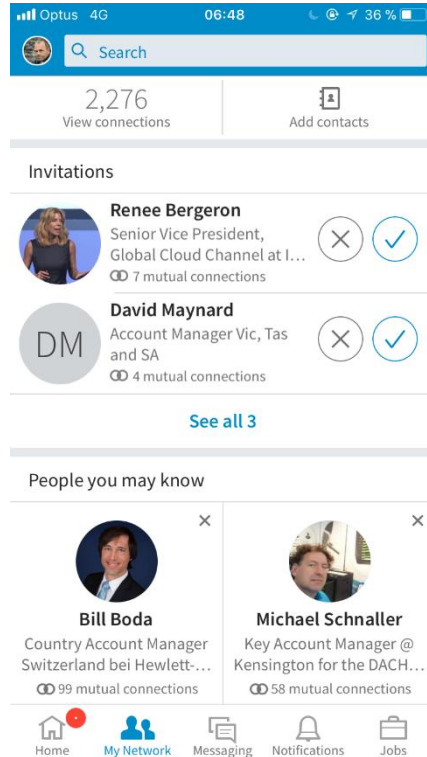 Optus 4G 06:48 36 %
Search
2,276
View connections
Add contacts
Invitations
Renee Bergeron
Senior Vice President,
Global Cloud Channel at I...
7 mutual connections
David Maynard
DM
Account Manager Vic, Tas
and SA
4 mutual connections
See all 3
People you may know
Bill Boda
Country Account Manager
Switzerland bei Hewlett-...
99 mutual connections
Michael Schnaller
Key Account Manager @
Kensington for the DACH...
58 mutual connections
Home My Network Messaging Notifications Jobs